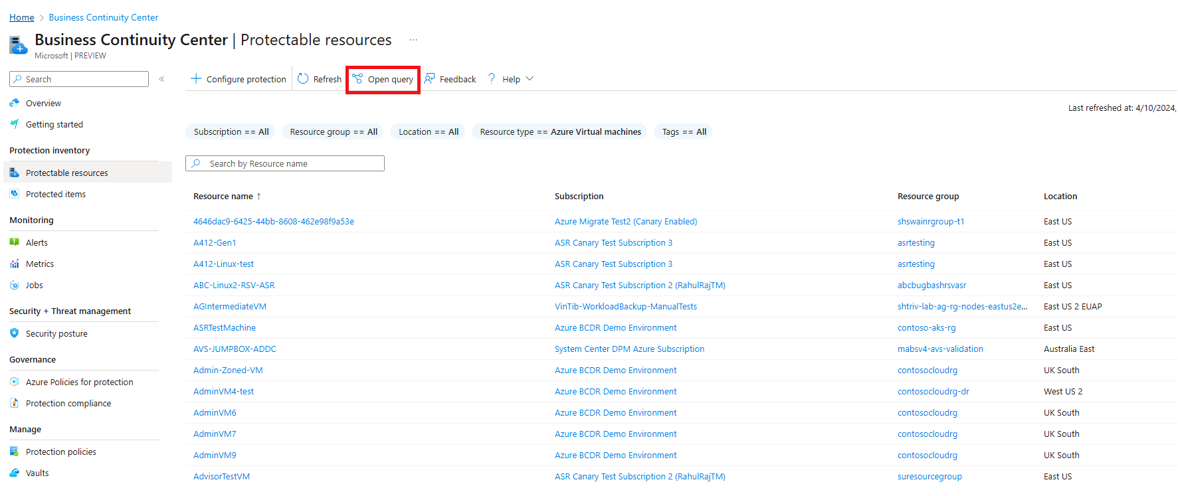 Home > Business Continuity Center
Business Continuity Center | Protectable resources ...
Microsoft | PREVIEW
Search «
Configure protection Refresh Open query Feedback ? Help
Last refreshed at: 4/10/2024,
Overview
Getting started
Protection inventory
Protectable resources
Protected items
Monitoring
Alerts
Metrics
Jobs
Security + Threat management
Security posture
Governance
Azure Policies for protection
Protection compliance
Manage
Protection policies
Vaults
Subscription == All Resource group == All Location == All Resource type == Azure Virtual machines Tags == All
Search by Resource name
Resource name ↑ Subscription Resource group Location
4646dac9-6425-44bb-8608-462e98f9a53e Azure Migrate Test2 (Canary Enabled) shswainrgroup-t1 East US
A412-Gen1 ASR Canary Test Subscription 3 asrtesting East US
A412-Linux-test ASR Canary Test Subscription 3 asrtesting East US
ABC-Linux2-RSV-ASR ASR Canary Test Subscription 2 (RahulRajTM) abcbugbashrsvasr East US
AGIntermediateVM VinTib-WorkloadBackup-ManualTests shtriv-lab-ag-rg-nodes-eastus2e... East US 2 EUAP
ASRTestMachine Azure BCDR Demo Environment contoso-aks-rg East US
AVS-JUMPBOX-ADDC System Center DPM Azure Subscription mabsv4-avs-validation Australia East
Admin-Zoned-VM Azure BCDR Demo Environment contosocloudrg UK South
AdminVM4-test Azure BCDR Demo Environment contosocloudrg-dr West US 2
AdminVM6 Azure BCDR Demo Environment contosocloudrg UK South
AdminVM7 Azure BCDR Demo Environment contosocloudrg UK South
AdminVM9 Azure BCDR Demo Environment contosocloudrg UK South
AdvisorTestVM ASR Canary Test Subscription 2 (RahulRajTM) suresourcegroup East US